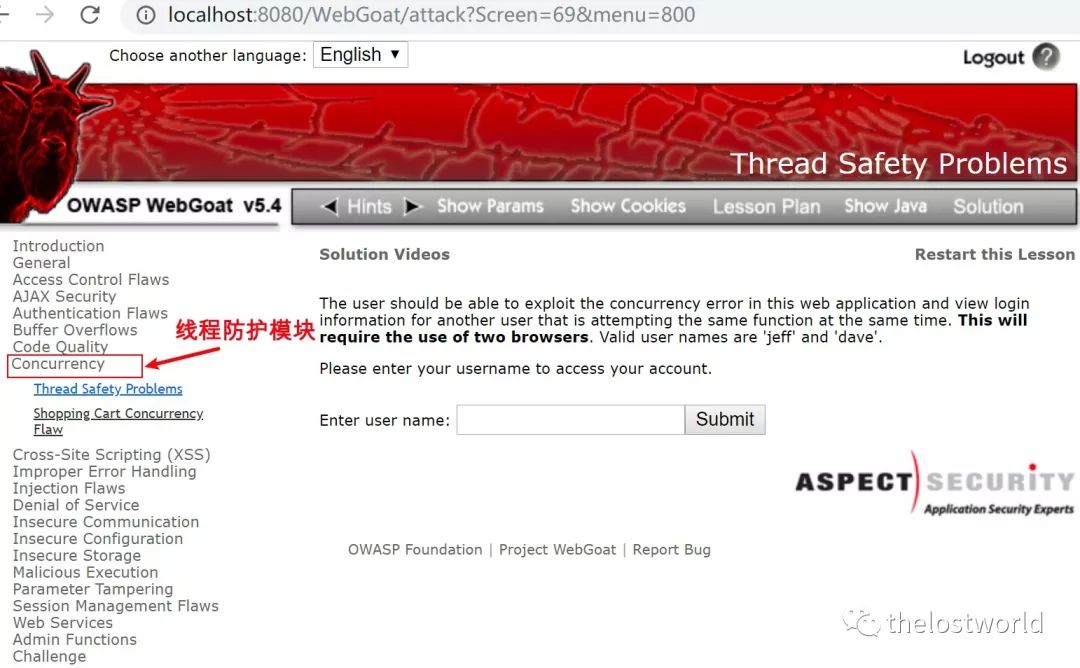 localhost:8080/WebGoat/attack?Screen=69&menu=800
Choose another language: English ▼
Logout ?
Thread Safety Problems
OWASP WebGoat v5.4
◀ Hints ▶ Show Params Show Cookies Lesson Plan Show Java Solution
Solution Videos
Restart this Lesson
Introduction
General
Access Control Flaws
AJAX Security
Authentication Flaws
Buffer Overflows
Code Quality
Concurrency
线程防护模块
Thread Safety Problems
Shopping Cart Concurrency
Flaw
Cross-Site Scripting (XSS)
Improper Error Handling
Injection Flaws
Denial of Service
Insecure Communication
Insecure Configuration
Insecure Storage
Malicious Execution
Parameter Tampering
Session Management Flaws
Web Services
Admin Functions
Challenge
The user should be able to exploit the concurrency error in this web application and view login
information for another user that is attempting the same function at the same time. This will
require the use of two browsers. Valid user names are 'jeff' and 'dave'.
Please enter your username to access your account.
Enter user name: Submit
ASPECT SECURITY
Application Security Experts
OWASP Foundation | Project WebGoat | Report Bug
thelostworld